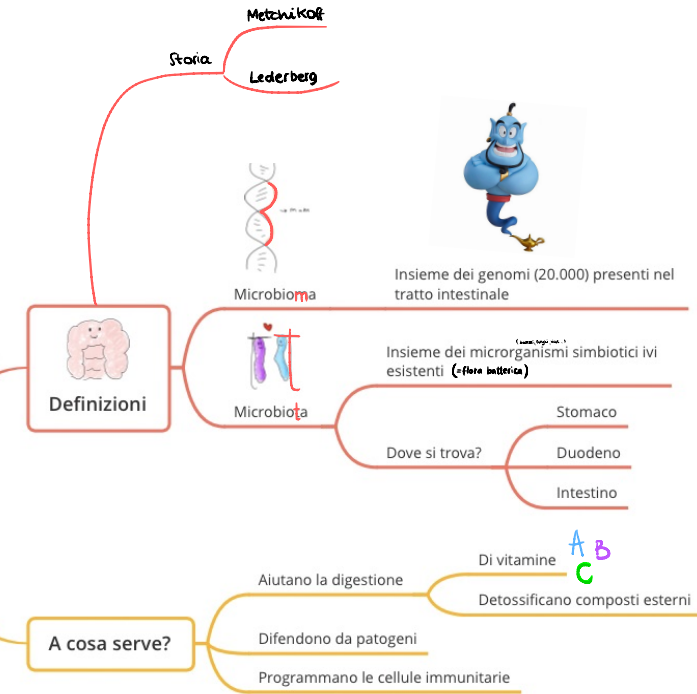 Metchikoff
Storia
Lederberg
Microbioma
Insieme dei genomi (20.000) presenti nel
tratto intestinale
Definizioni
Microbiota
Insieme dei microrganismi simbiotici ivi
esistenti (=flora batterica)
Dove si trova?
Stomaco
Duodeno
Intestino
A cosa serve?
Aiutano la digestione
Di vitamine
A B
C
Detossificano composti esterni
Difendono da patogeni
Programmano le cellule immunitarie